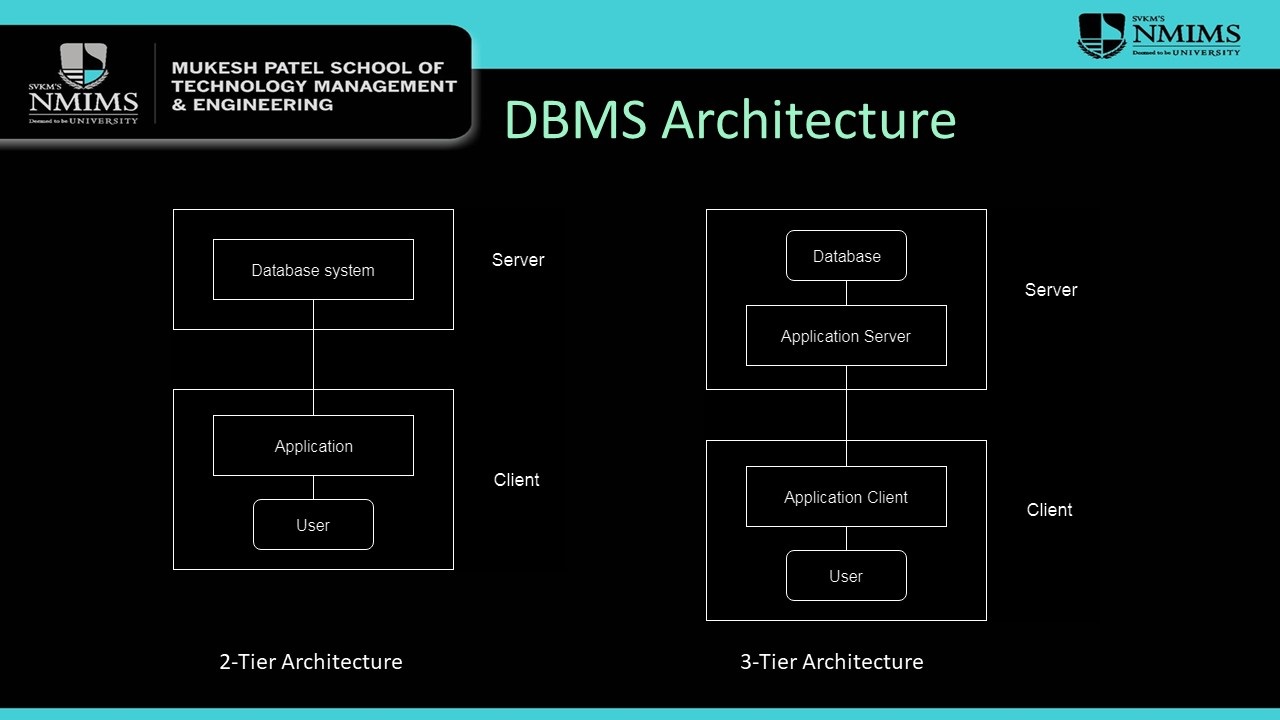 SVKM'S
NMIMS
Deemed to be UNIVERSITY
MUKESH PATEL SCHOOL OF
TECHNOLOGY MANAGEMENT
& ENGINEERING
SVKM'S
NMIMS
Deemed to be UNIVERSITY
DBMS Architecture
Database system
Server
Application
User
Client
2-Tier Architecture
Database
Application Server
Server
Application Client
User
Client
3-Tier Architecture